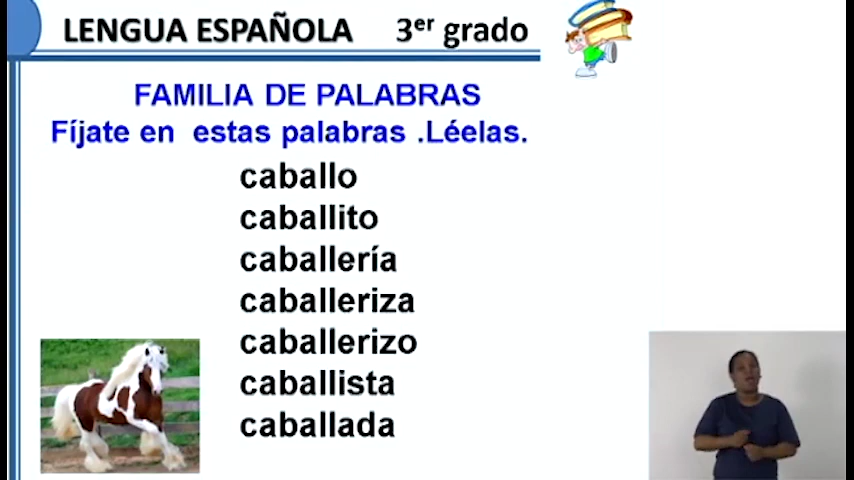 LENGUA ESPAÑOLA 3er grado
FAMILIA DE PALABRAS
Fíjate en estas palabras .Léelas.
caballo
caballito
caballería
caballeriza
caballerizo
caballista
caballada